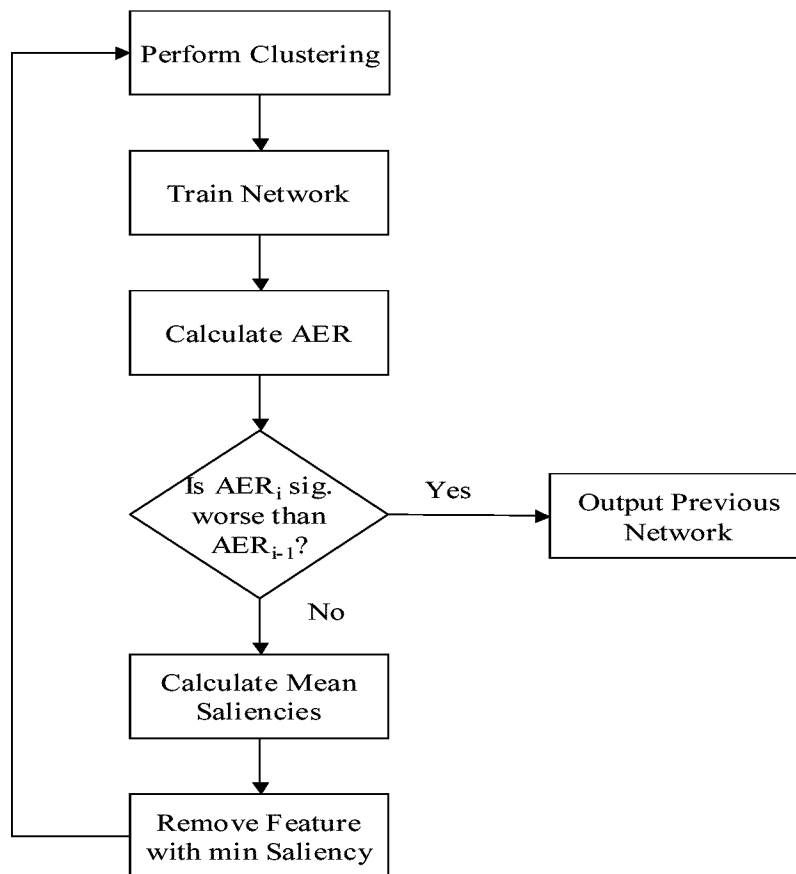 Perform Clustering
Train Network
Calculate AER
Is AERi sig.
worse than
AERi-1?
Yes
Output Previous
Network
No
Calculate Mean
Saliencies
Remove Feature
with min Saliency